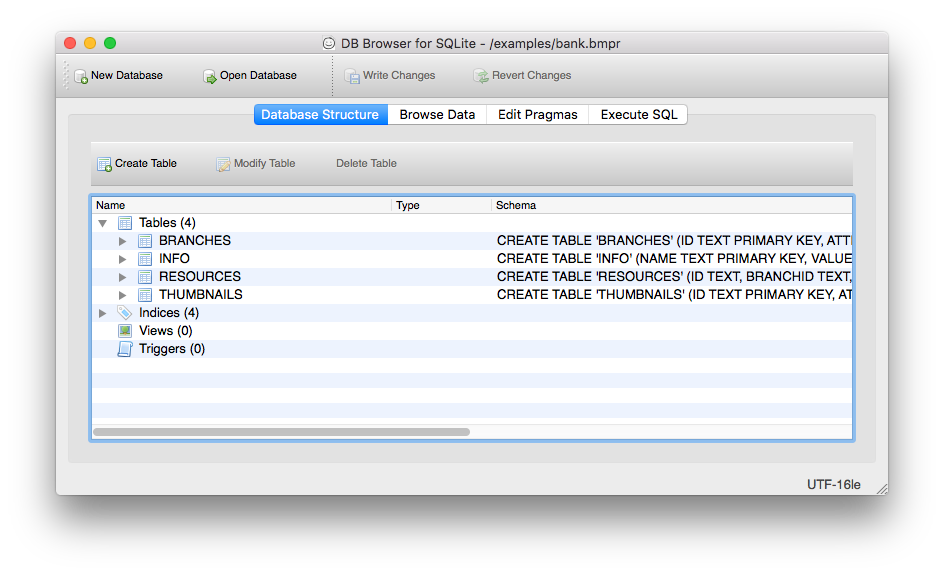 DB Browser for SQLite - /examples/bank.bmpr
New Database Open Database Write Changes Revert Changes
Database Structure Browse Data Edit Pragmas Execute SQL
Create Table Modify Table Delete Table
Name Type Schema
Tables (4)
BRANCHES CREATE TABLE 'BRANCHES' (ID TEXT PRIMARY KEY, ATTI
INFO CREATE TABLE 'INFO' (NAME TEXT PRIMARY KEY, VALUE
RESOURCES CREATE TABLE 'RESOURCES' (ID TEXT, BRANCHID TEXT,
THUMBNAILS CREATE TABLE 'THUMBNAILS' (ID TEXT PRIMARY KEY, AT
Indices (4)
Views (0)
Triggers (0)
UTF-16le